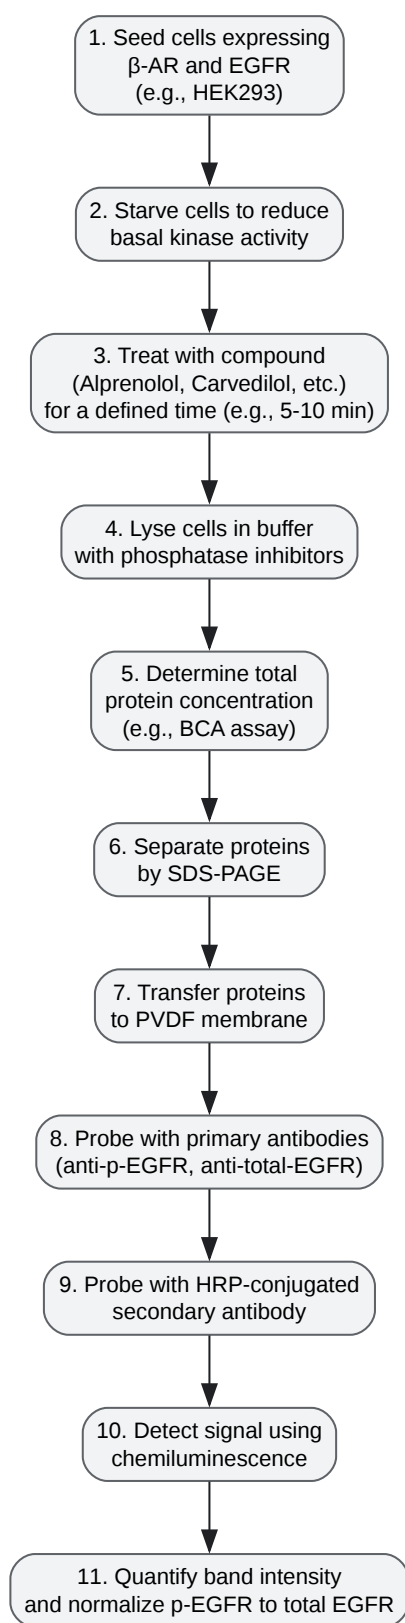 1. Seed cells expressing
β-AR and EGFR
(e.g., HEK293)
2. Starve cells to reduce
basal kinase activity
3. Treat with compound
(Alprenolol, Carvedilol, etc.)
for a defined time (e.g., 5-10 min)
4. Lyse cells in buffer
with phosphatase inhibitors
5. Determine total
protein concentration
(e.g., BCA assay)
6. Separate proteins
by SDS-PAGE
7. Transfer proteins
to PVDF membrane
8. Probe with primary antibodies
(anti-p-EGFR, anti-total-EGFR)
9. Probe with HRP-conjugated
secondary antibody
10. Detect signal using
chemiluminescence
11. Quantify band intensity
and normalize p-EGFR to total EGFR